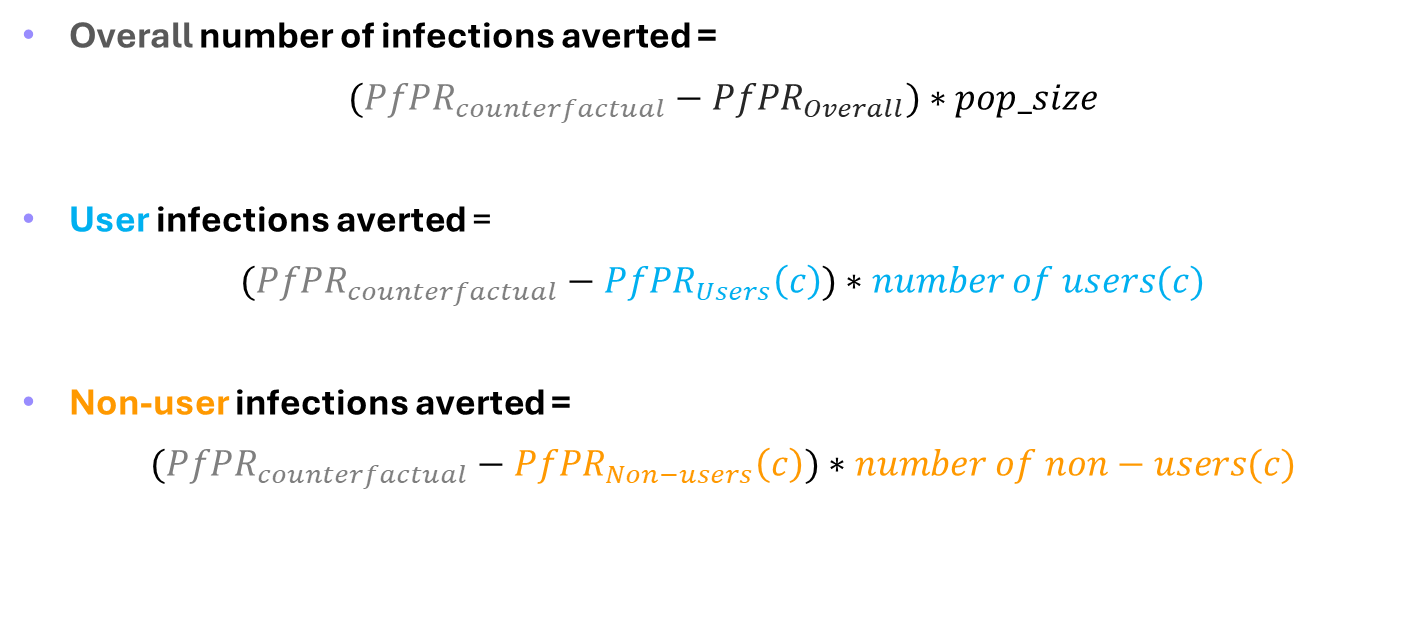 • Overall number of infections averted =
(PfPR_counterfactual − PfPR_Overall) * pop_size
• User infections averted =
(PfPR_counterfactual − PfPR_Users(c)) * number of users(c)
• Non-user infections averted =
(PfPR_counterfactual − PfPR_Non−users(c)) * number of non − users(c)